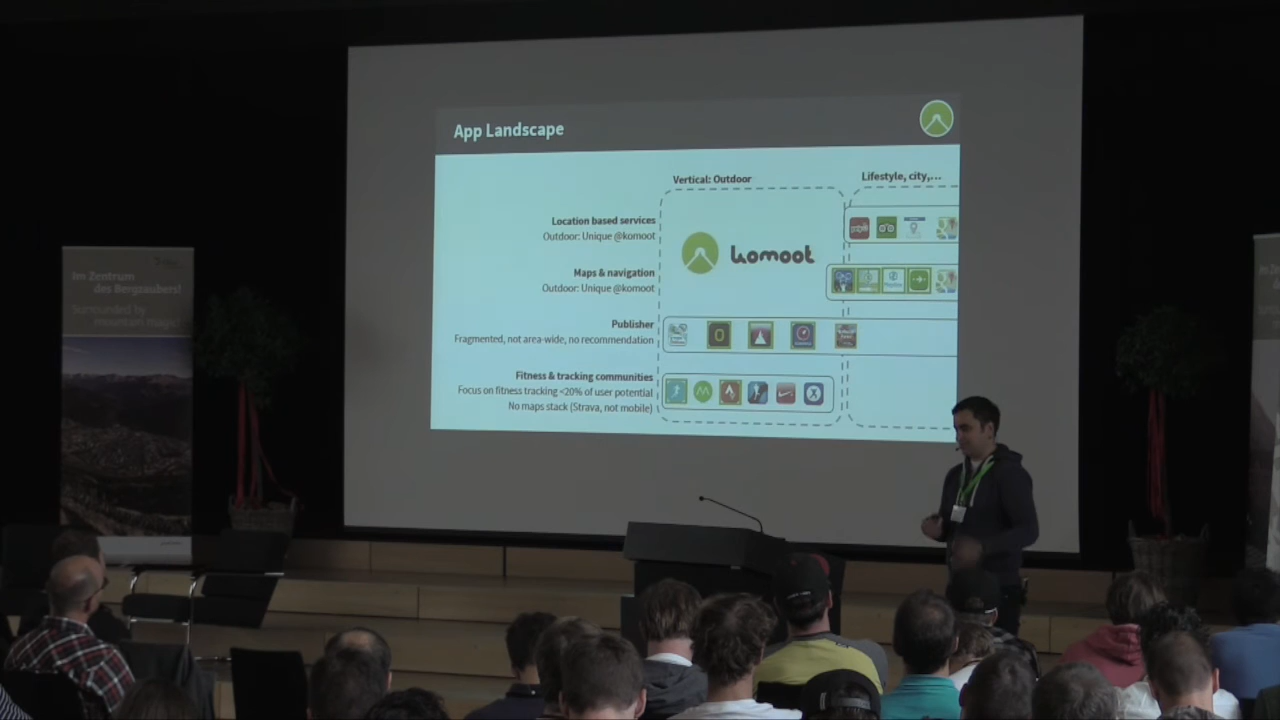 App Landscape
Vertical: Outdoor
Lifestyle, city,...
Location based services
Outdoor: Unique @komoot
komoot
Maps & navigation
Outdoor: Unique @komoot
Publisher
Fragmented, not area-wide, no recommendation
Fitness & tracking communities
Focus on fitness tracking <20% of user potential
No maps stack (Strava, not mobile)
Im Zentrum
des Bergzaubers!
Surrounded by
mountain magic!